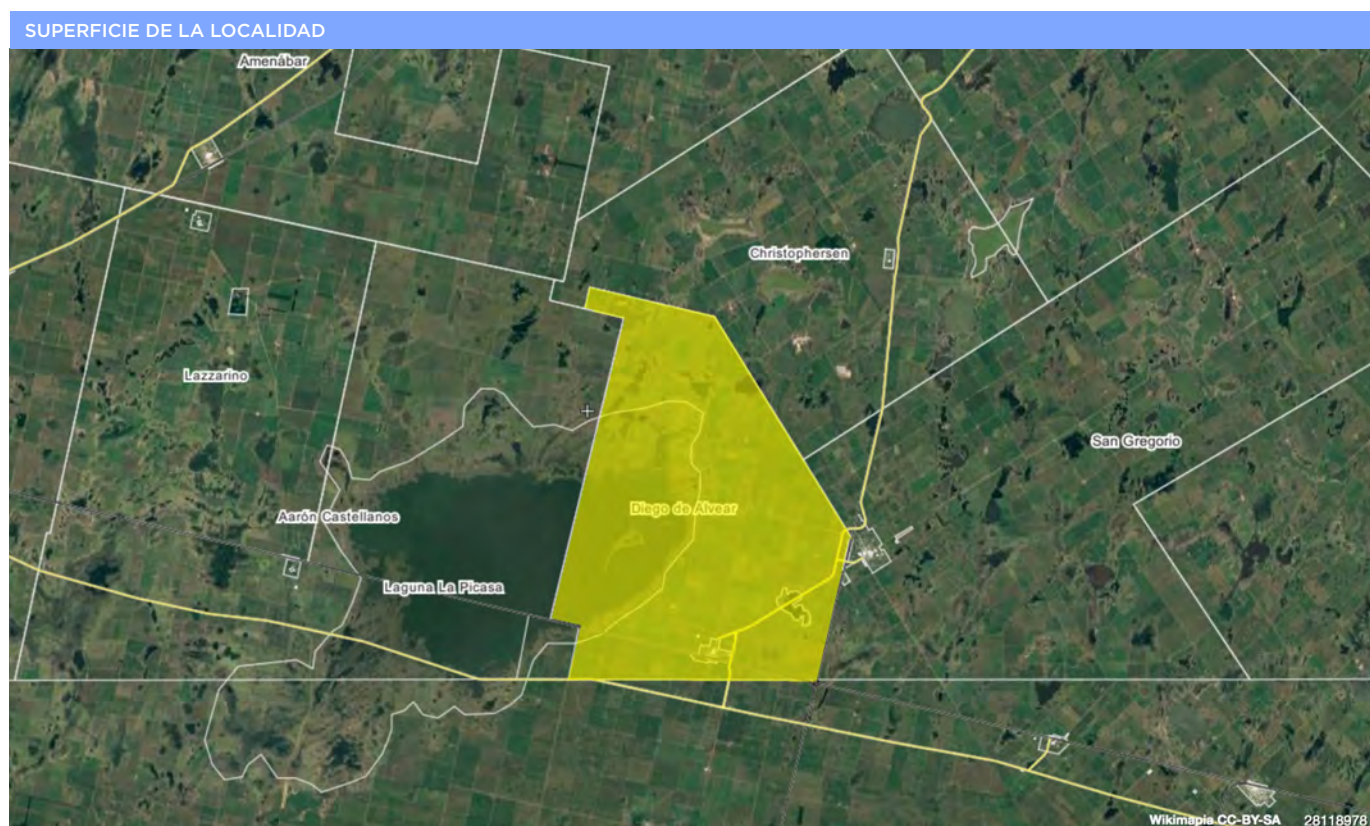 SUPERFICIE DE LA LOCALIDAD
Amenábar
Christophersen
Lazzarino
San Gregorio
Diego de Alvear
Aarón Castellanos
Laguna La Picasa
Wikimapia CC-BY-SA 28118978